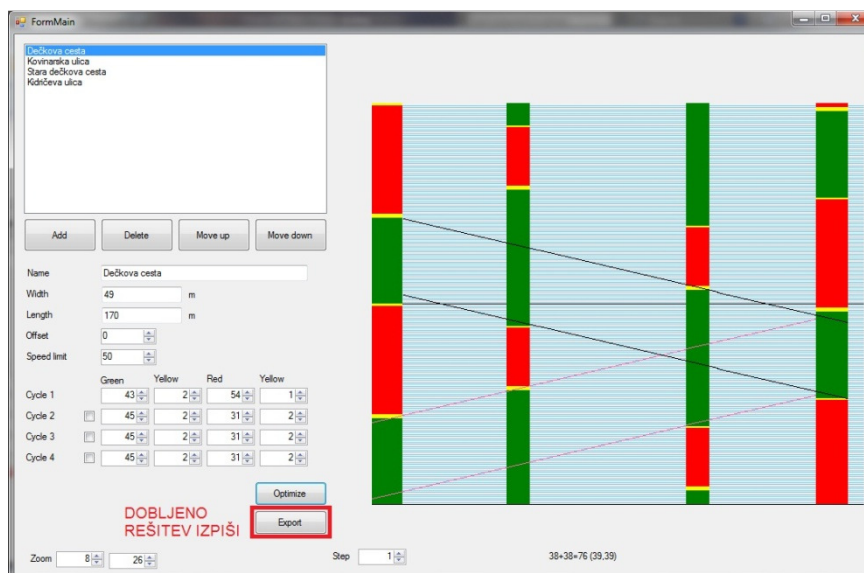 FormMain
Dečkova cesta
Kovinarska ulica
Stara dečkova cesta
Kidričeva ulica
Add Delete Move up Move down
Name Dečkova cesta
Width 49 m
Length 170 m
Offset 0
Speed limit 50
Green Yellow Red Yellow
Cycle 1 43 2 54 1
Cycle 2 45 2 31 2
Cycle 3 45 2 31 2
Cycle 4 45 2 31 2
Optimize
DOBLJENO
REŠITEV IZPIŠI
Export
Zoom 8 26 Step 1 38+38=76 (39,39)